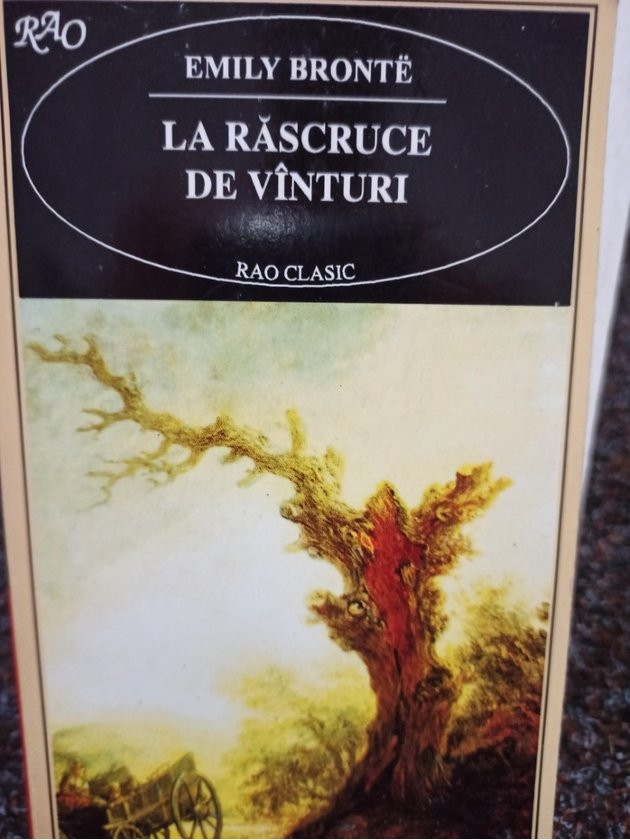 RAO
EMILY BRONTË
LA RĂSCRUCE
DE VÎNTURI
RAO CLASIC